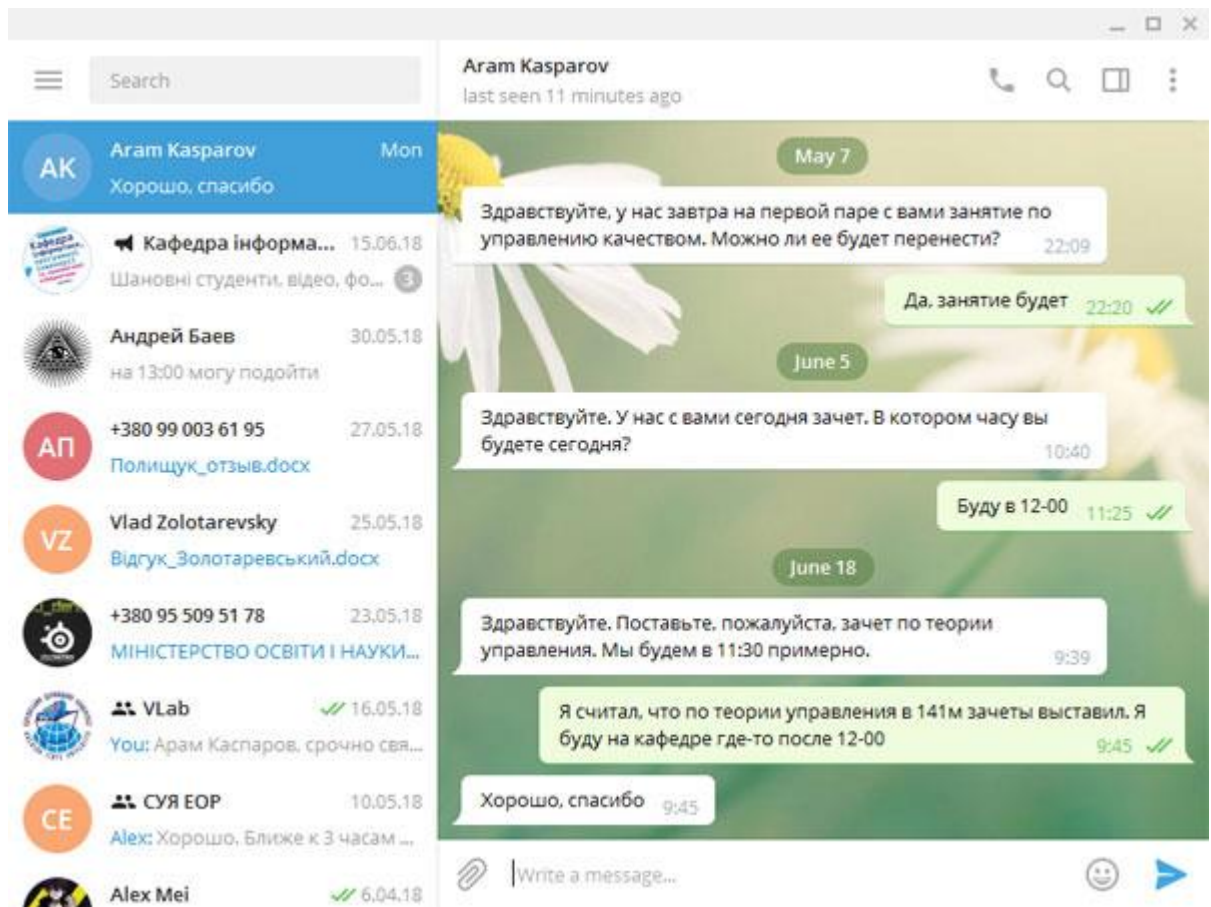 Search
Aram Kasparov
last seen 11 minutes ago
AK
Aram Kasparov Mon
Хорошо, спасибо
Кафедра інформа... 15.06.18
Шановні студенти, відео, фо... 3
Андрей Баев 30.05.18
на 13:00 могу подойти
АП
+380 99 003 61 95 27.05.18
Полищук_отзыв.docx
VZ
Vlad Zolotarevsky 25.05.18
Відгук_Золотаревський.docx
+380 95 509 51 78 23.05.18
МІНІСТЕРСТВО ОСВІТИ І НАУКИ...
VLab 16.05.18
You: Арам Каспаров, срочно свя...
СЕ
СУЯ ЕОР 10.05.18
Alex: Хорошо. Ближе к 3 часам ...
Alex Mei 6.04.18
May 7
Здравствуйте, у нас завтра на первой паре с вами занятие по
управлению качеством. Можно ли ее будет перенести? 22:09
Да, занятие будет 22:20
June 5
Здравствуйте. У нас с вами сегодня зачет. В котором часу вы
будете сегодня? 10:40
Буду в 12-00 11:25
June 18
Здравствуйте. Поставьте, пожалуйста, зачет по теории
управления. Мы будем в 11:30 примерно. 9:39
Я считал, что по теории управления в 141м зачеты выставил. Я
буду на кафедре где-то после 12-00 9:45
Хорошо, спасибо 9:45
Write a message...